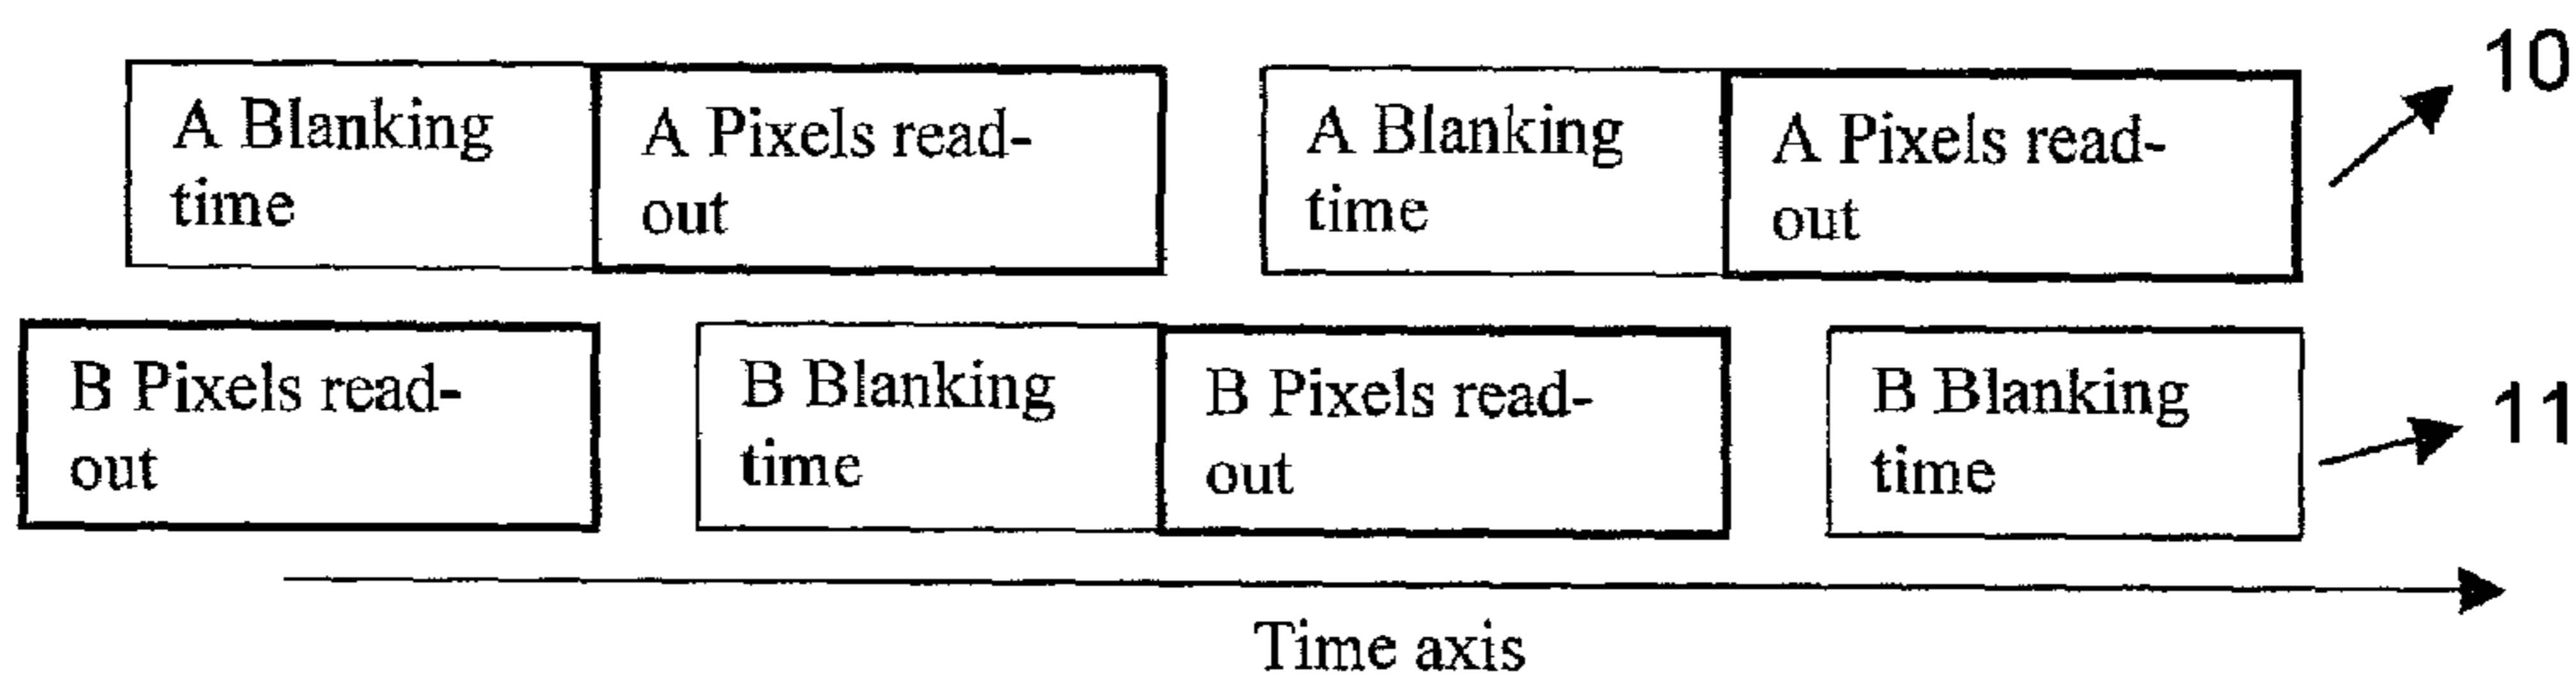 A Blanking
time
A Pixels read-
out
A Blanking
time
A Pixels read-
out
10
B Pixels read-
out
B Blanking
time
B Pixels read-
out
B Blanking
time
11
Time axis